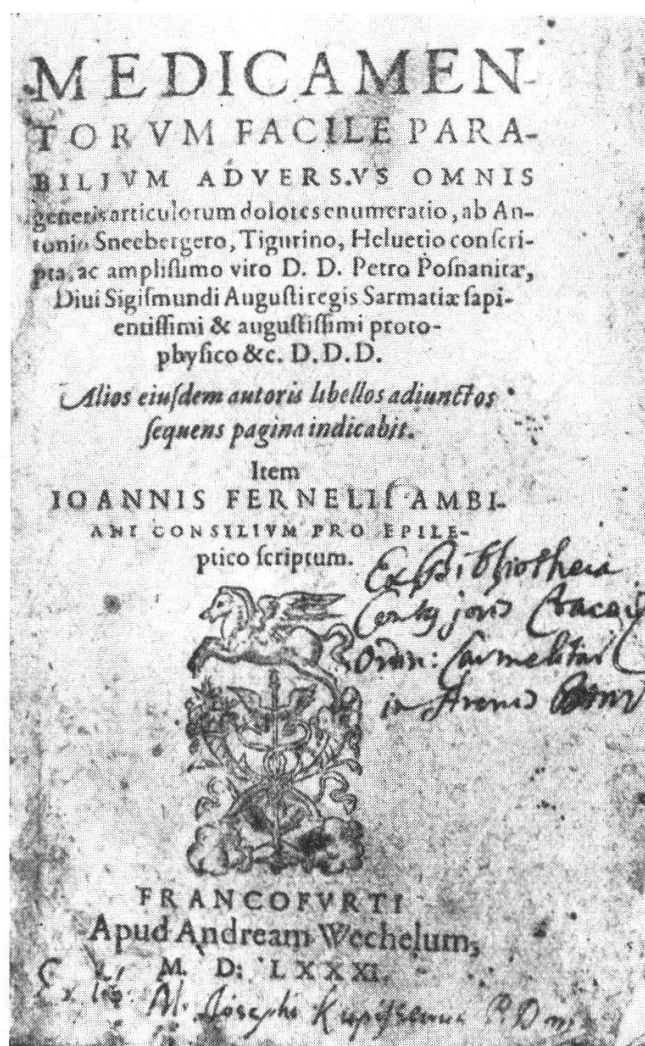 MEDICAMEN-
TORVM FACILE PARA-
BILIVM ADVERSVS OMNIS
generis articulorum dolores enumeratio, ab An-
tonio Sneebergero, Tigurino, Heluetio conſcri-
pta, ac ampliſſimo viro D. D. Petro Poſnanitæ,
Diui Sigiſmundi Auguſti regis Sarmatiæ ſapi-
entiſſimi & auguſtiſſimi proto-
phyſico &c. D. D. D.
Alios eiuſdem autoris libellos adiunctos
ſequens pagina indicabit.
Item
IOANNIS FERNELII AMBI-
ANI CONSILIVM PRO EPILE-
ptico ſcriptum.
Ex Bibliotheca
Ordin: Carmelitar
in Arenis
FRANCOFVRTI
Apud Andream Wechelum,
M. D. LXXXI.
Josephi